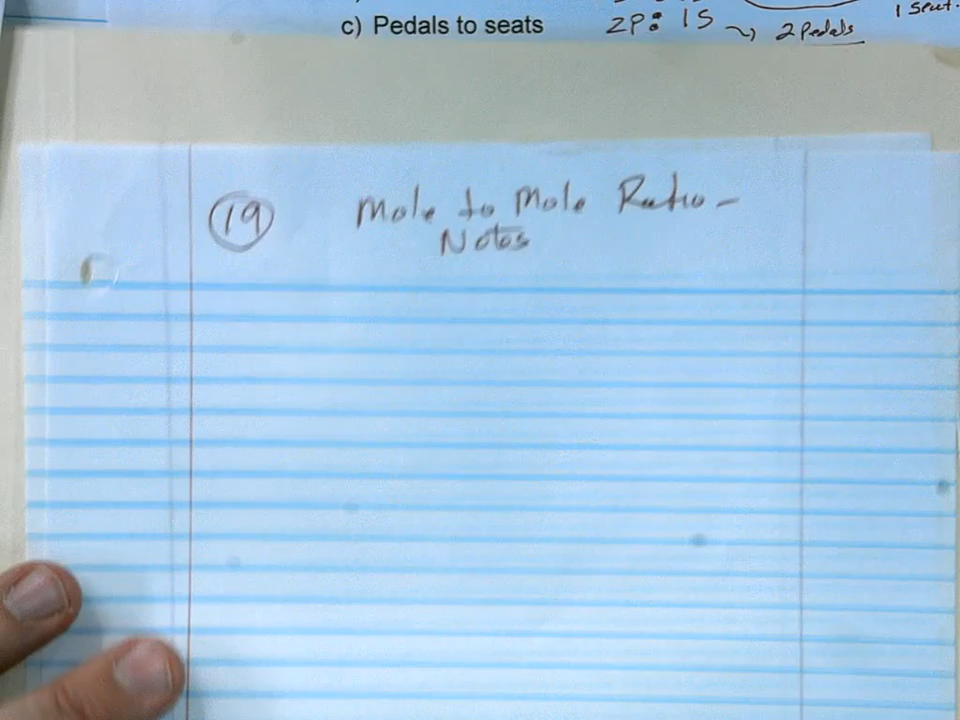 1 Seat.
c) Pedals to seats 2P: 1S → 2 Pedals
19 Mole to Mole Ratio -
Notes